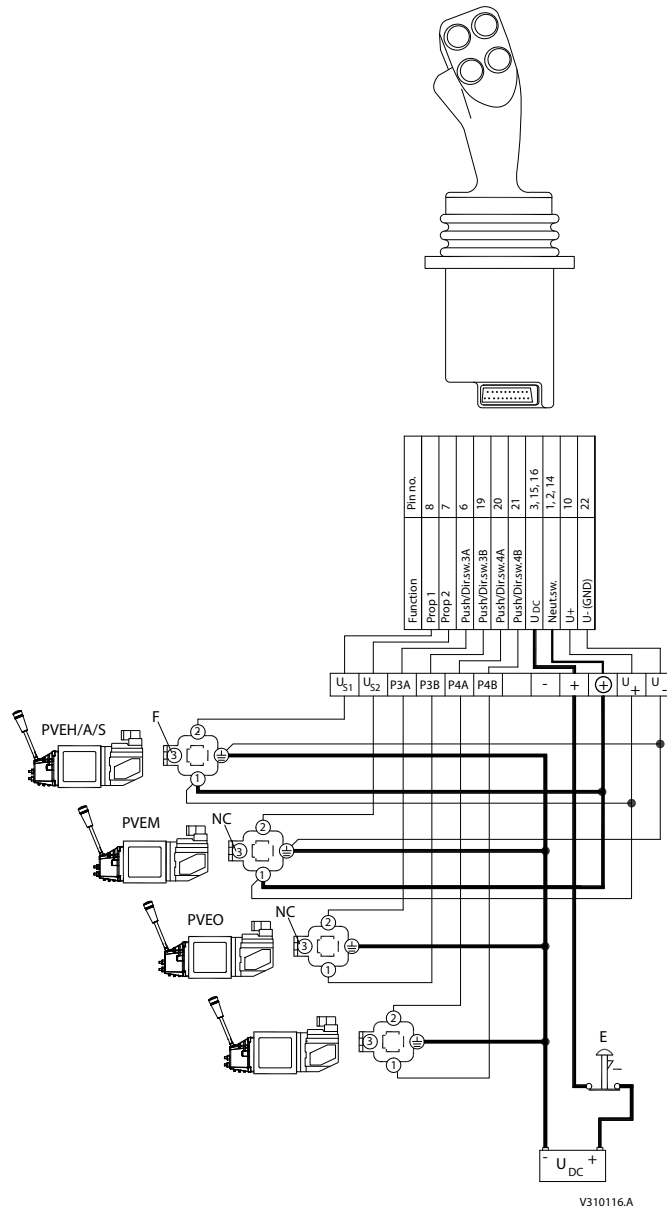 Function Pin no.
Prop 1 8
Prop 2 7
Push/Dir.sw.3A 6
Push/Dir.sw.3B 19
Push/Dir.sw.4A 20
Push/Dir.sw.4B 21
U DC 3, 15, 16
Neut.sw. 1, 2, 14
U+ 10
U- (GND) 22
US1 US2 P3A P3B P4A P4B - + + U+ U-
PVEH/A/S
F
2
3
1
PVEM
NC
2
3
1
PVEO
NC
2
3
1
2
3
1
E
- U DC +
V310116.A